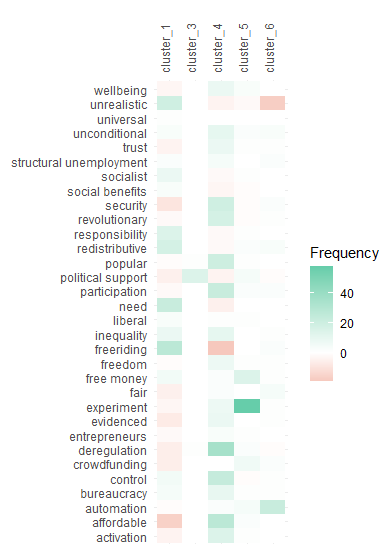 cluster_1
cluster_3
cluster_4
cluster_5
cluster_6
wellbeing
unrealistic
universal
unconditional
trust
structural unemployment
socialist
social benefits
security
revolutionary
responsibility
redistributive
popular
political support
participation
need
liberal
inequality
freeriding
freedom
free money
fair
experiment
evidenced
entrepreneurs
deregulation
crowdfunding
control
bureaucracy
automation
affordable
activation
Frequency
40
20
0